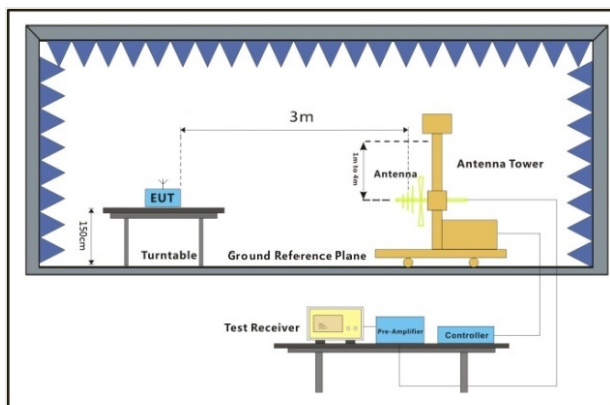 3m
1m to 4m
Antenna Tower
Antenna
EUT
150cm
Turntable
Ground Reference Plane
Test Receiver
Pre-Amplifier
Controller